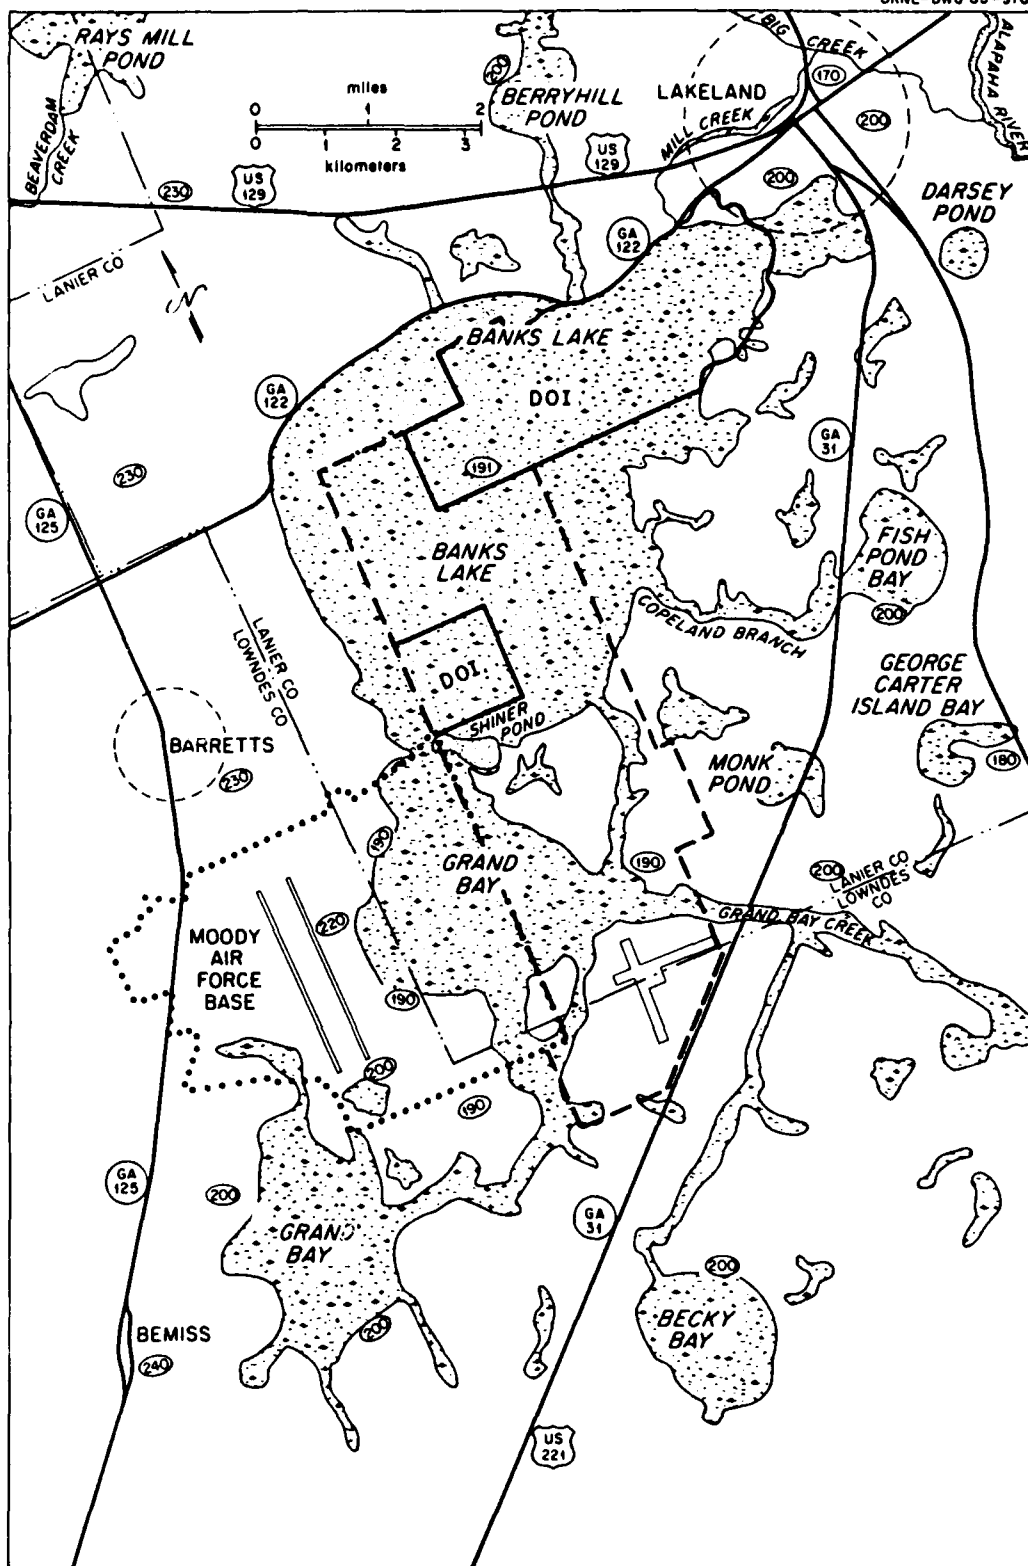 RAYS MILL
POND
BIG CREEK
ALAPAHA RIVER
170
200
miles
0 1 2
0 1 2 3
kilometers
BERRYHILL
POND
LAKELAND
MILL CREEK
200
BEAVERDAM
CREEK
US
129
US
129
230
200
DARSEY
POND
GA
122
LANIER CO
N
BANKS LAKE
DOI
GA
122
GA
31
230
191
GA
125
BANKS
LAKE
FISH
POND
BAY
200
COPELAND BRANCH
LANIER CO
LOWNDES CO
DOI
GEORGE
CARTER
ISLAND BAY
SHINER
POND
BARRETTS
230
MONK
POND
180
190
GRAND
BAY
190
200
LANIER CO
LOWNDES
CO
GRAND BAY CREEK
220
MOODY
AIR
FORCE
BASE
190
200
190
GA
125
200
GRAND
BAY
GA
31
200
BECKY
BAY
200
BEMISS
240
US
221